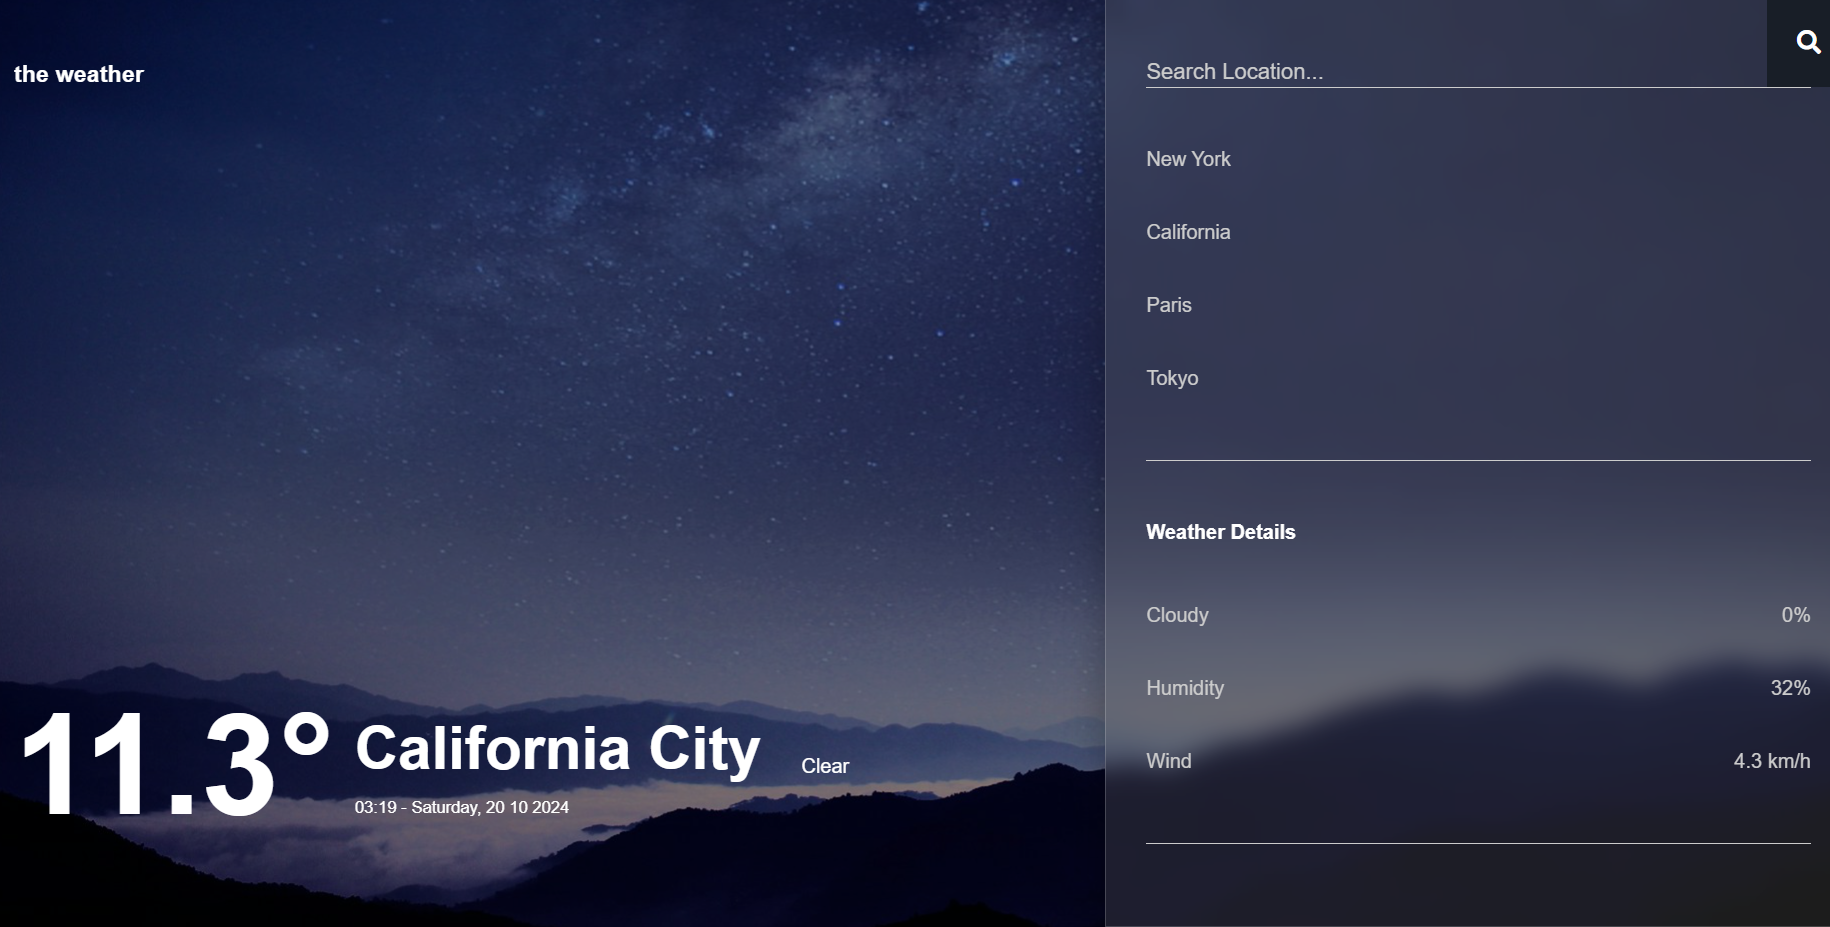 the weather
11.3°
California City
Clear
03:19 - Saturday, 20 10 2024
Search Location...
New York
California
Paris
Tokyo
Weather Details
Cloudy 0%
Humidity 32%
Wind 4.3 km/h